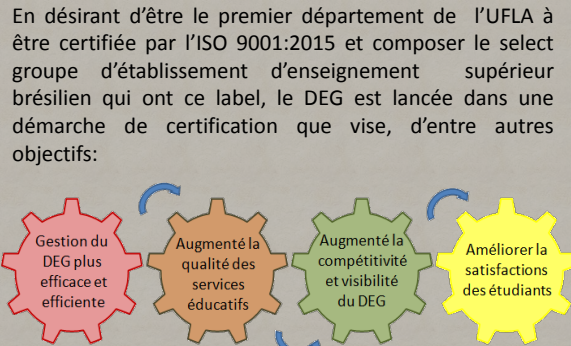 En désirant d’être le premier département de l’UFLA à
être certifiée par l’ISO 9001:2015 et composer le select
groupe d’établissement d’enseignement supérieur
brésilien qui ont ce label, le DEG est lancée dans une
démarche de certification que vise, d’entre autres
objectifs:
Gestion du
DEG plus
efficace et
efficiente
Augmenté la
qualité des
services
éducatifs
Augmenté la
compétitivité
et visibilité
du DEG
Améliorer la
satisfactions
des étudiants